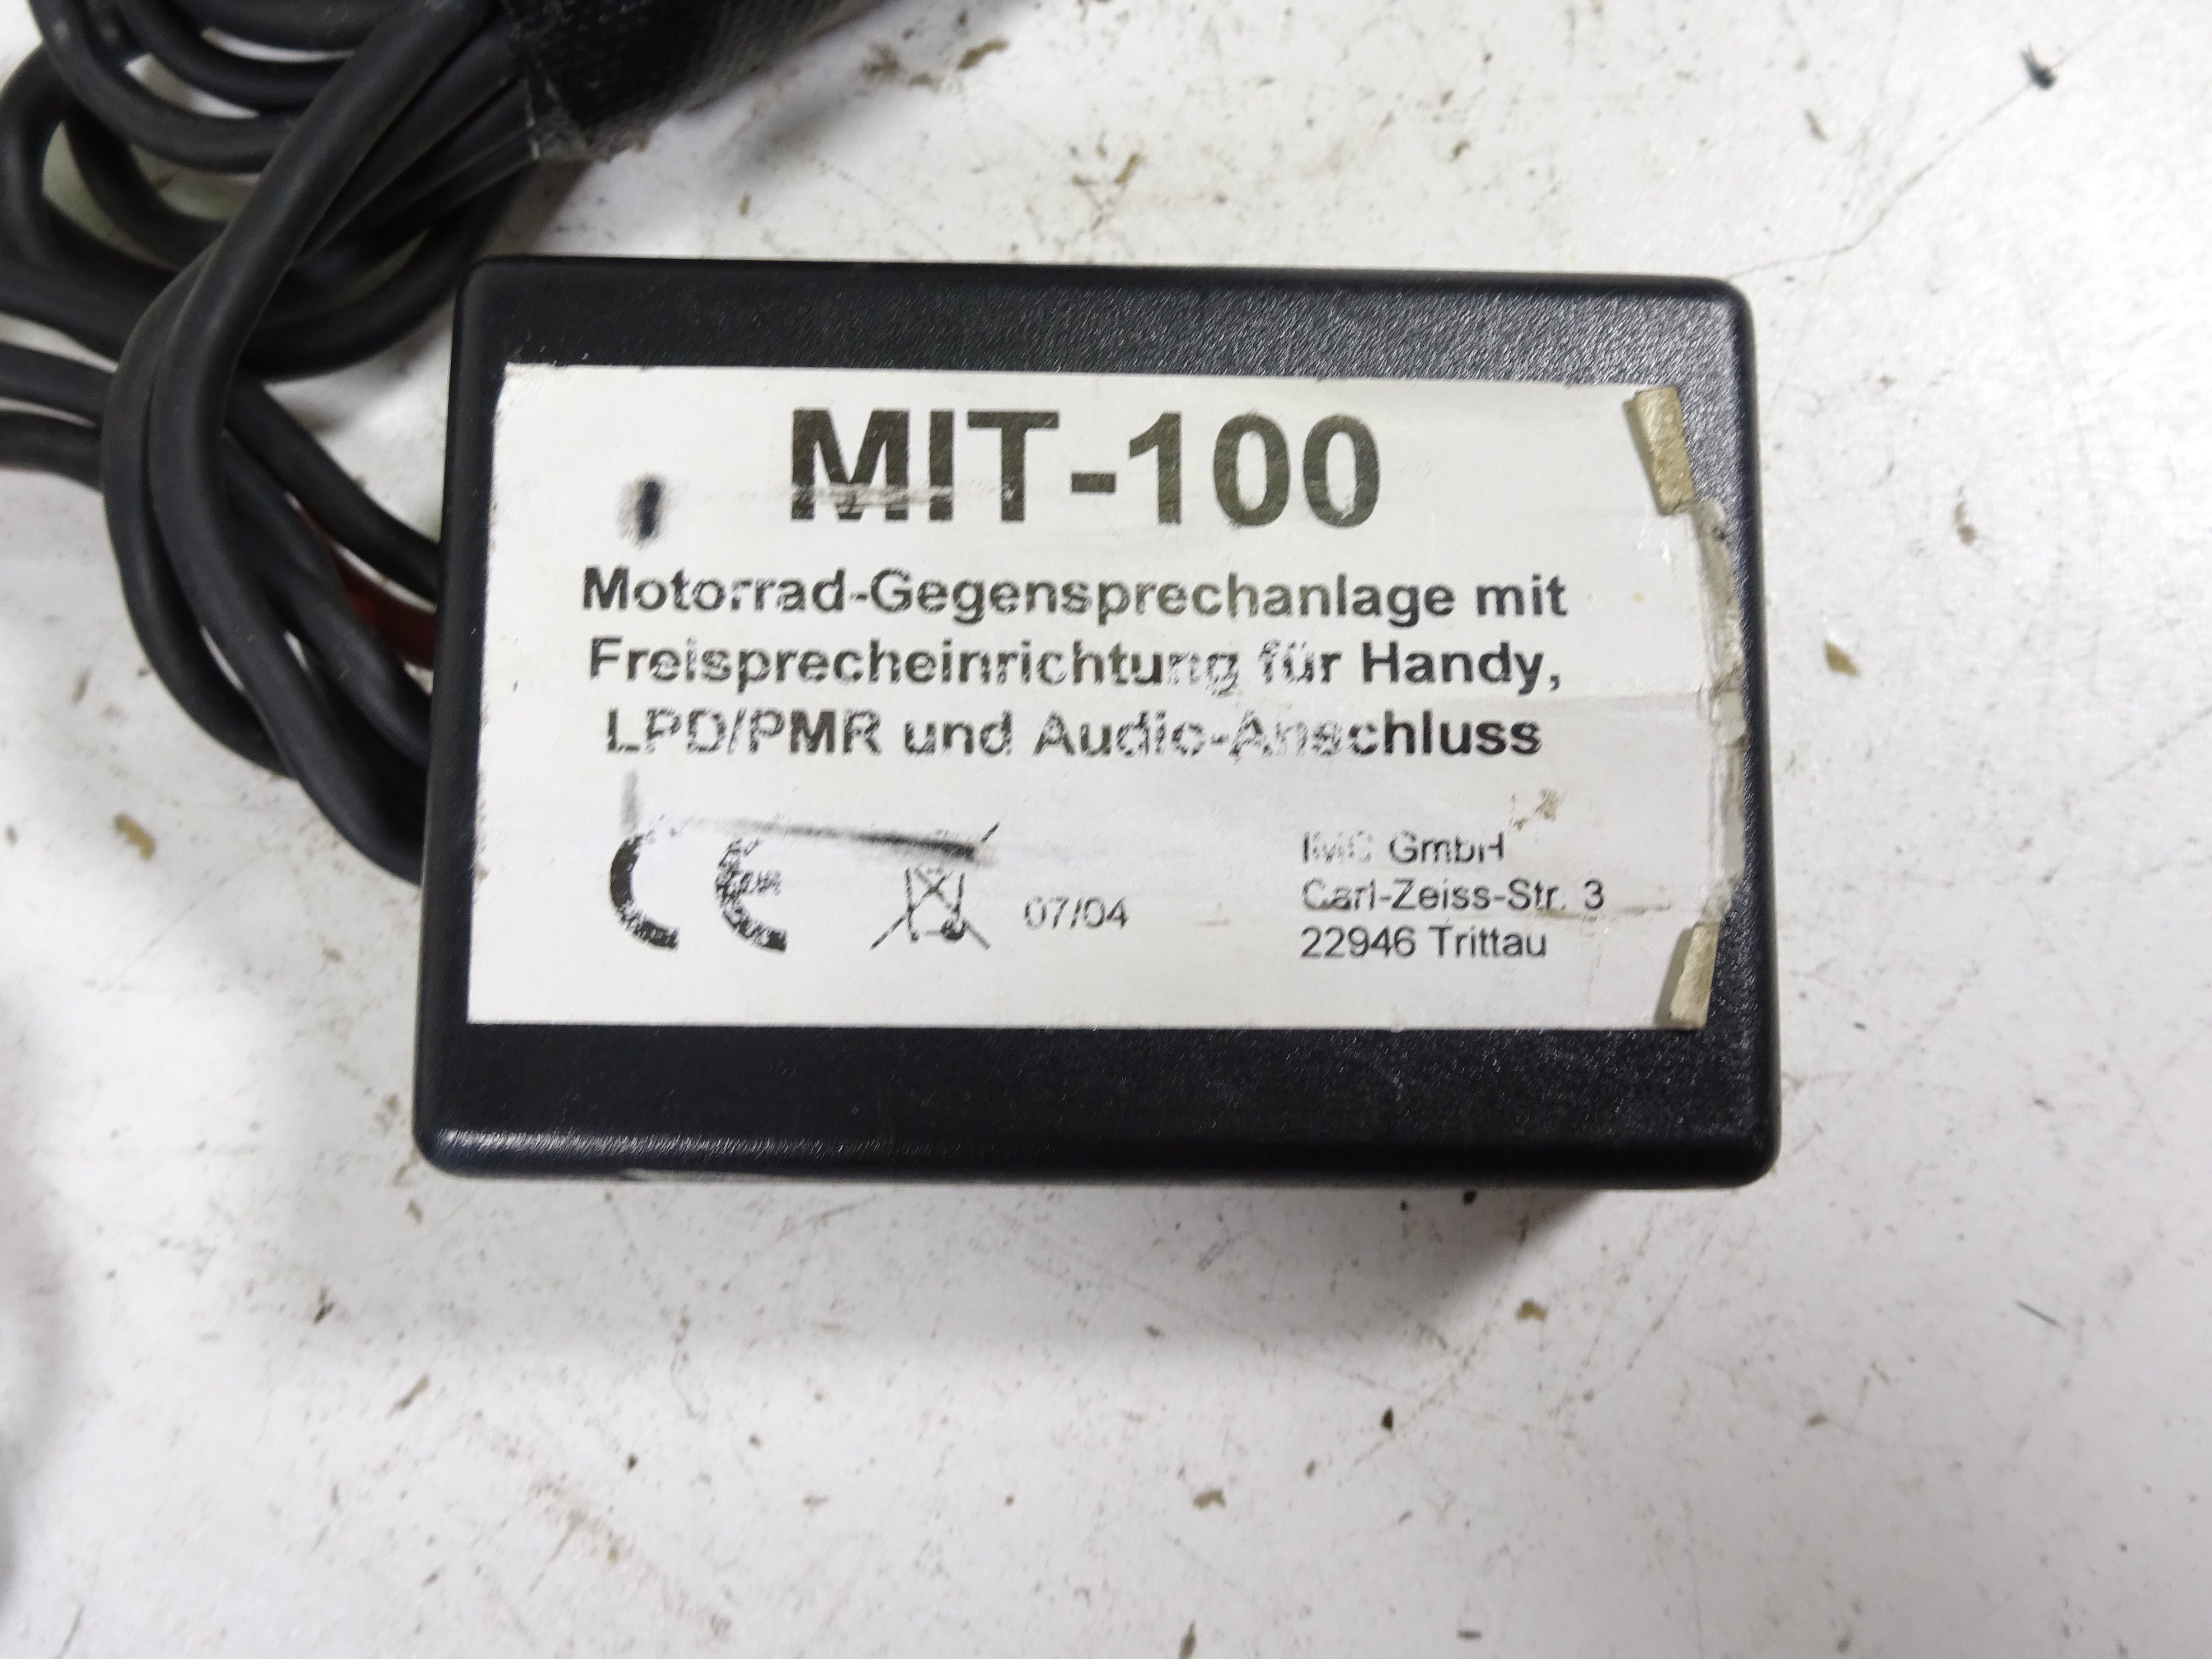 MIT-100
Motorrad-Gegensprechanlage mit
Freisprecheinrichtung für Handy,
LPD/PMR und Audio-Anschluss
CE
07/04
GmbH
Carl-Zeiss-Str. 3
22946 Trittau